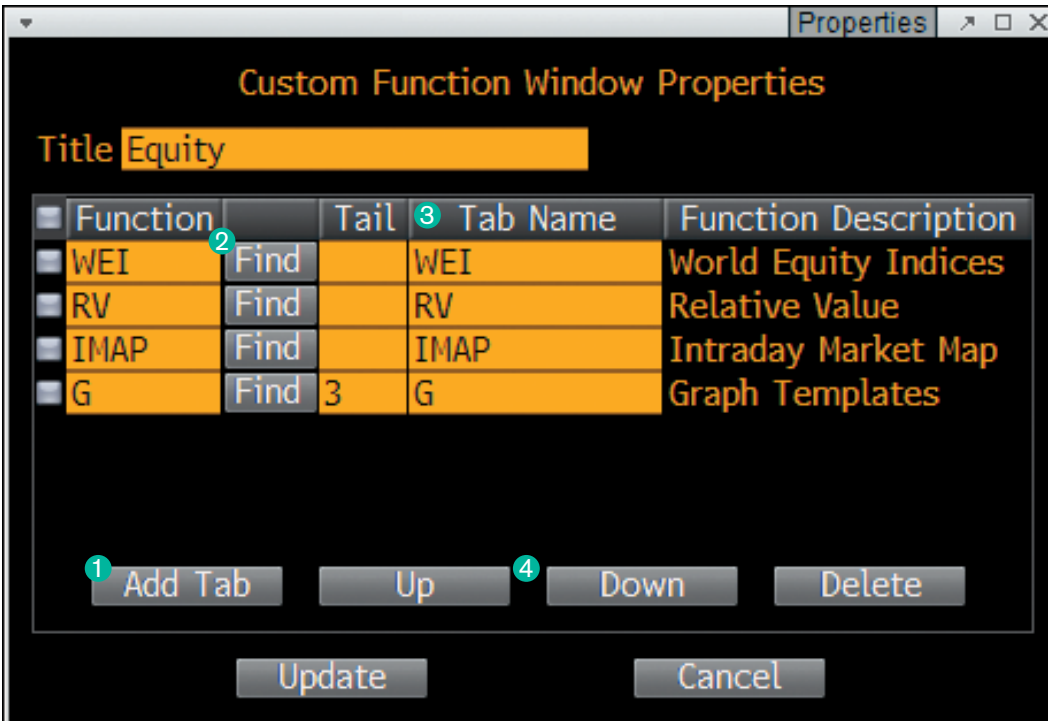 Properties
Custom Function Window Properties
Title Equity
Function Tail 3 Tab Name Function Description
WEI 2 Find WEI World Equity Indices
RV Find RV Relative Value
IMAP Find IMAP Intraday Market Map
G Find 3 G Graph Templates
1 Add Tab Up 4 Down Delete
Update Cancel